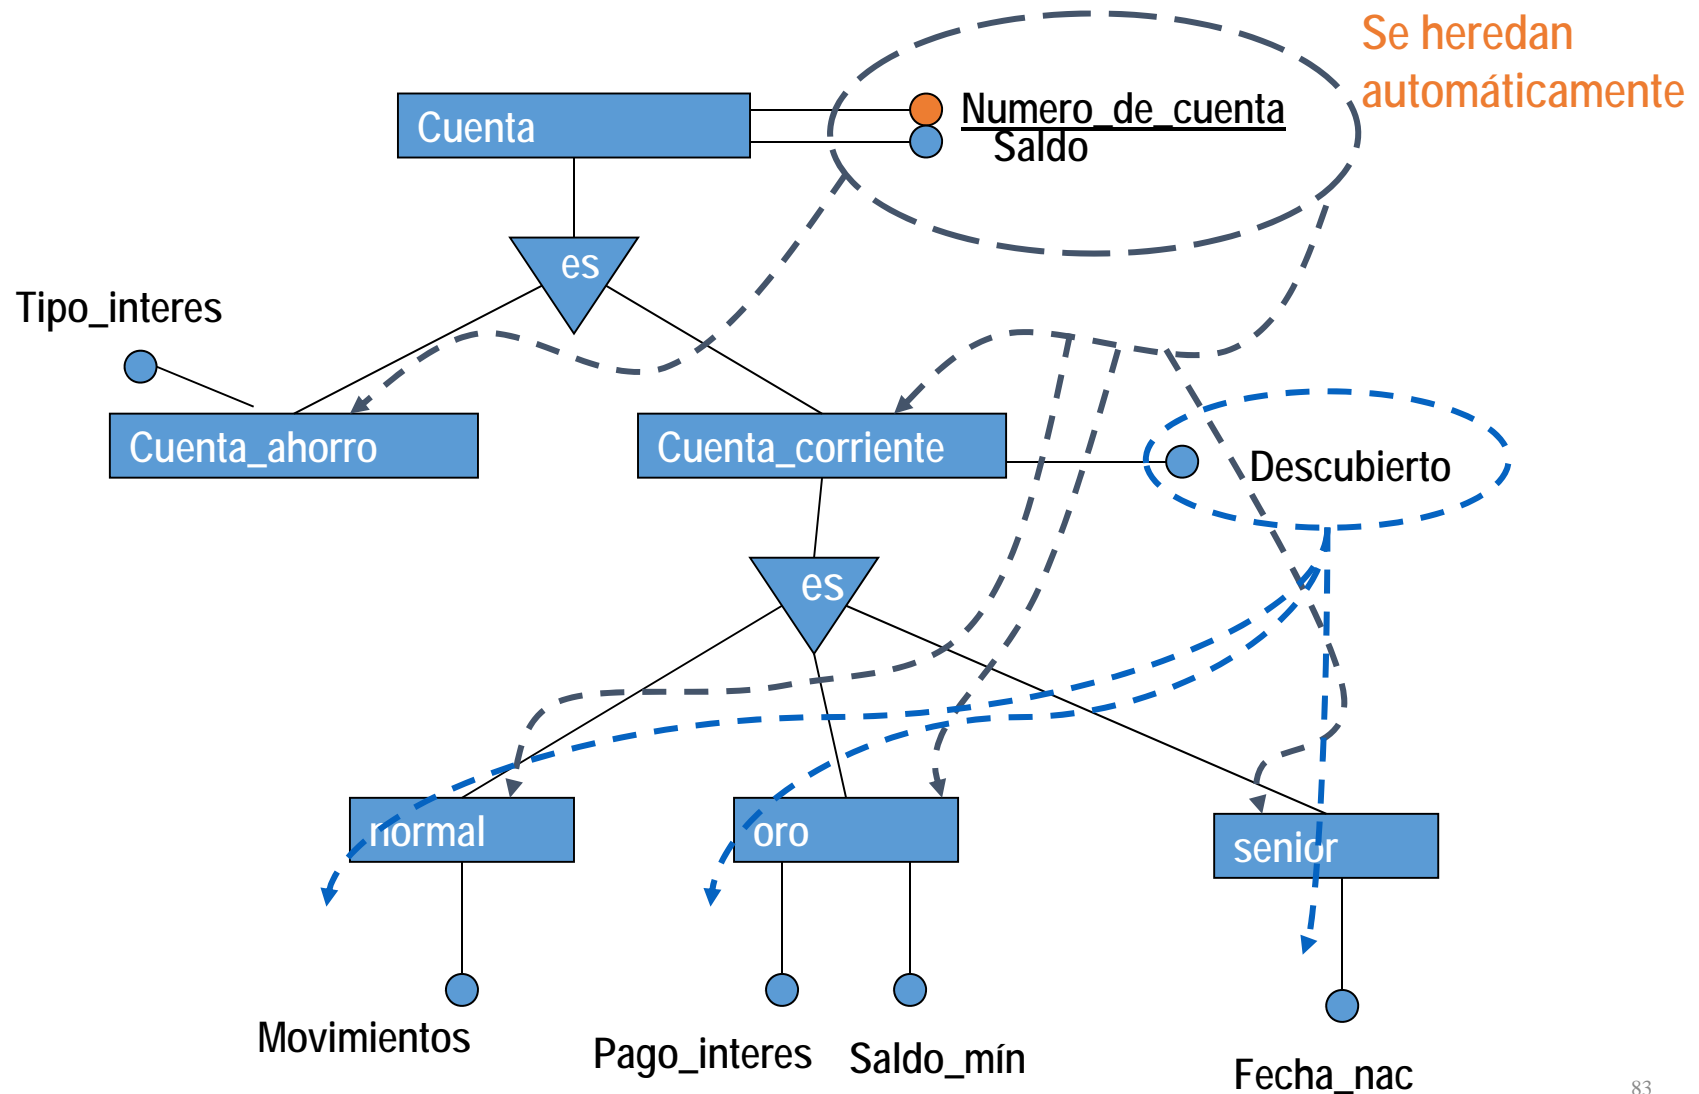 Se heredan
automáticamente
Cuenta
Numero_de_cuenta
Saldo
es
Tipo_interes
Cuenta_ahorro
Cuenta_corriente
Descubierto
es
normal
oro
senior
Movimientos
Pago_interes
Saldo_mín
Fecha_nac
83